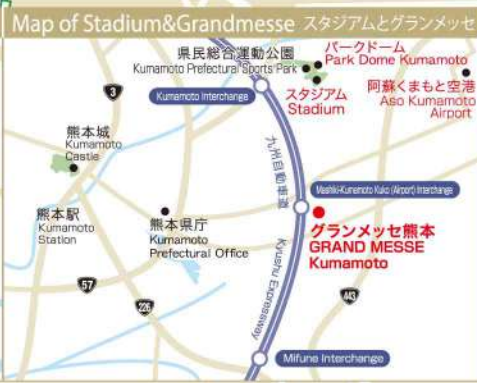 Map of Stadium&Grandmesse スタジアムとグランメッセ
県民総合運動公園
Kumamoto Prefectural Sports Park
パークドーム
Park Dome Kumamoto
スタジアム
Stadium
阿蘇くまもと空港
Aso Kumamoto
Airport
Kumamoto Interchange
3
熊本城
Kumamoto
Castle
九州自動車道
Mashiki-Kumamoto Kuko (Airport) Interchange
熊本駅
Kumamoto
Station
熊本県庁
Kumamoto
Prefectural Office
グランメッセ熊本
GRAND MESSE
Kumamoto
Kyushu Expressway
57
226
443
Mifune Interchange